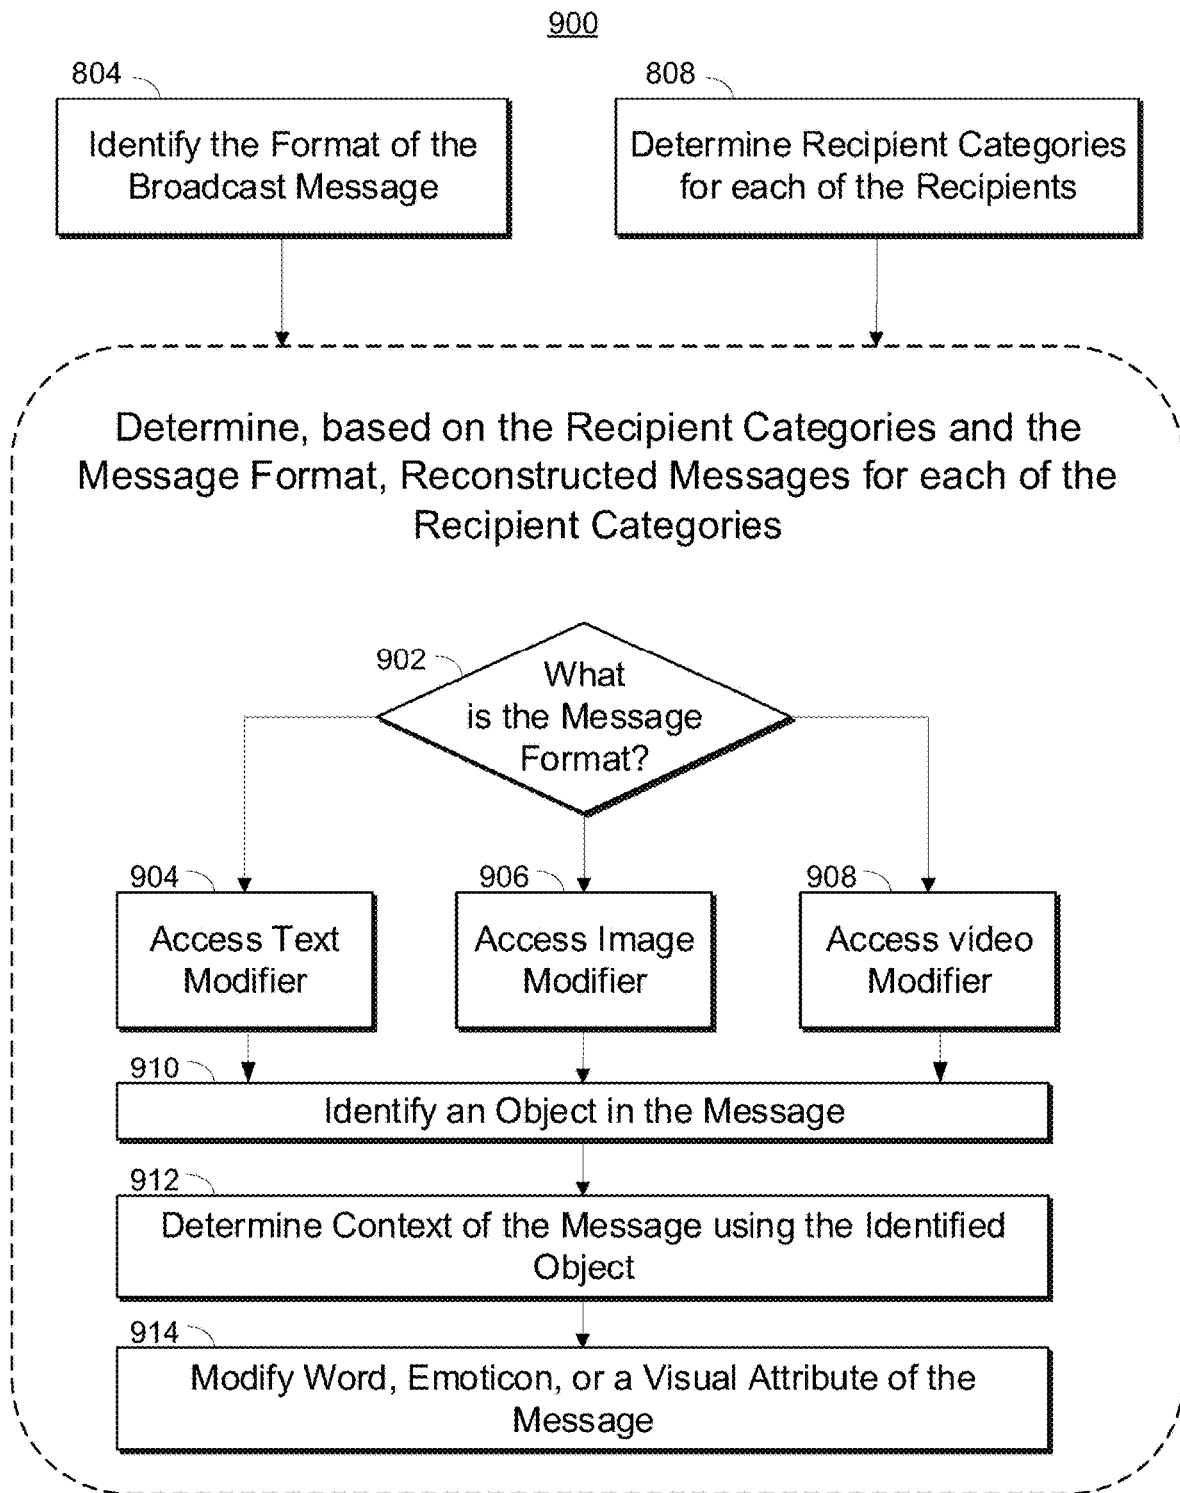 900
804
808
Identify the Format of the
Broadcast Message
Determine Recipient Categories
for each of the Recipients
Determine, based on the Recipient Categories and the
Message Format, Reconstructed Messages for each of the
Recipient Categories
902
What
is the Message
Format?
904
906
908
Access Text
Modifier
Access Image
Modifier
Access video
Modifier
910
Identify an Object in the Message
912
Determine Context of the Message using the Identified
Object
914
Modify Word, Emoticon, or a Visual Attribute of the
Message